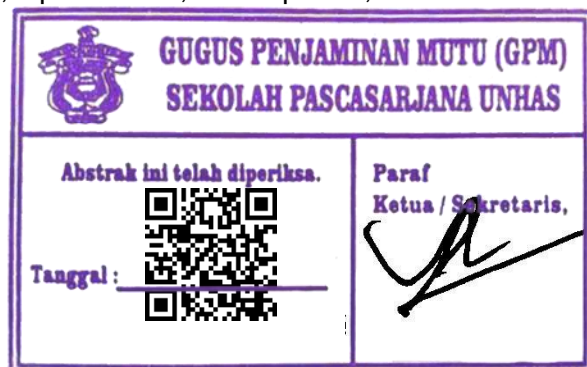 GUGUS PENJAMINAN MUTU (GPM)
SEKOLAH PASCASARJANA UNHAS
Abstrak ini telah diperiksa.
Tanggal :
Paraf
Ketua / Sekretaris,